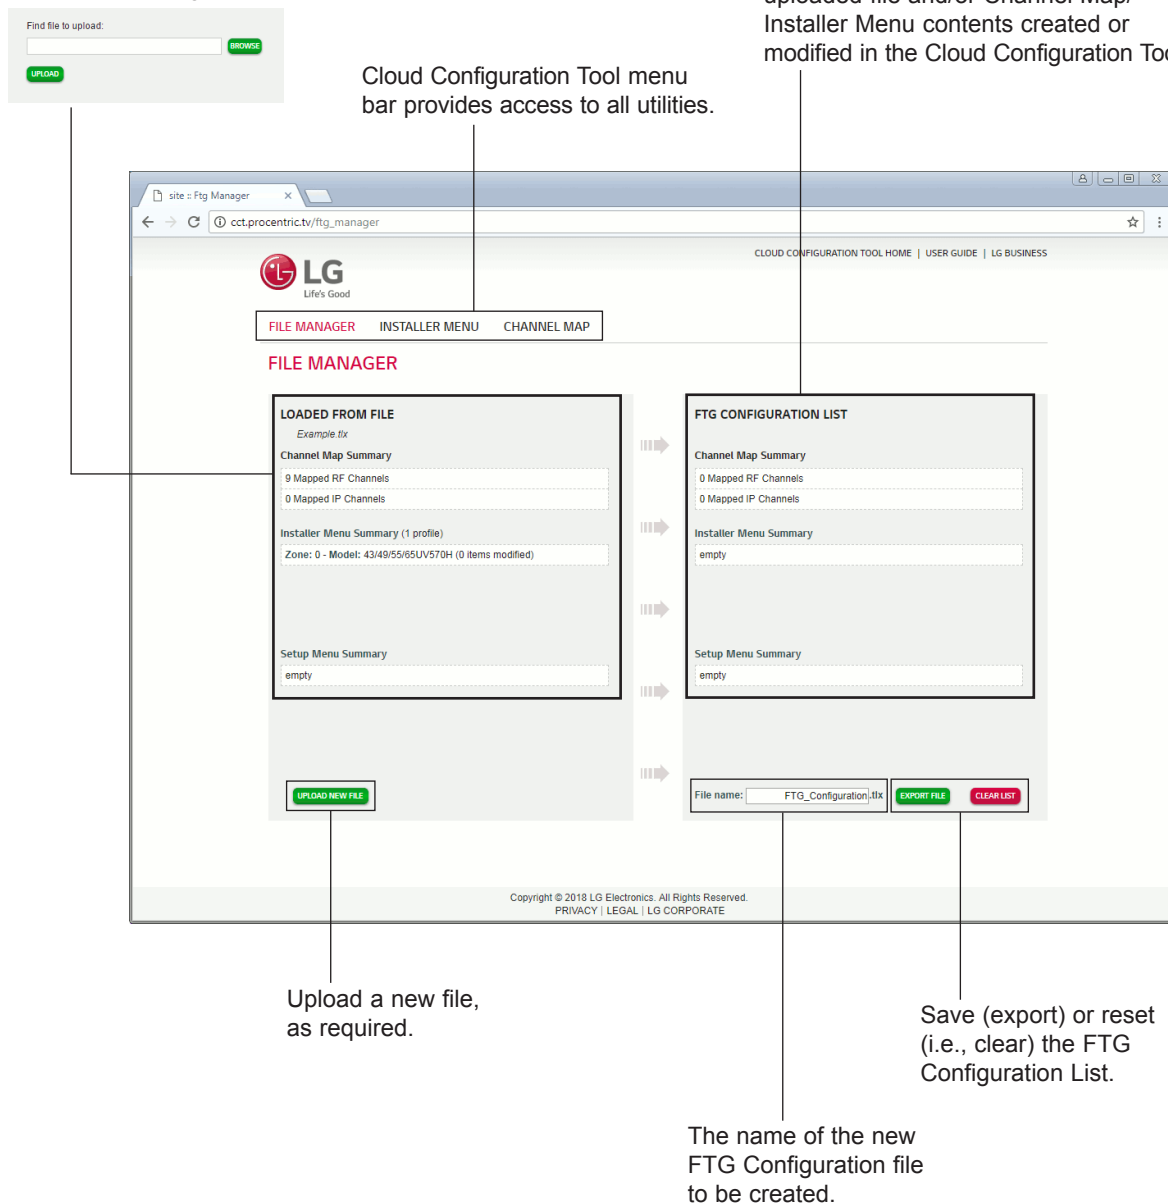 uploaded file and/or Channel Map/
Installer Menu contents created or
modified in the Cloud Configuration
Find file to upload:
BROWSE
UPLOAD
Cloud Configuration Tool menu
bar provides access to all utilities.
site :: Ftg Manager
cct.procentric.tv/ftg_manager
CLOUD CONFIGURATION TOOL HOME | USER GUIDE | LG BUSINESS
LG
Life's Good
FILE MANAGER INSTALLER MENU CHANNEL MAP
FILE MANAGER
LOADED FROM FILE
Example.tlx
Channel Map Summary
9 Mapped RF Channels
0 Mapped IP Channels
Installer Menu Summary (1 profile)
Zone: 0 - Model: 43/49/55/65UV570H (0 items modified)
Setup Menu Summary
empty
UPLOAD NEW FILE
FTG CONFIGURATION LIST
Channel Map Summary
0 Mapped RF Channels
0 Mapped IP Channels
Installer Menu Summary
empty
Setup Menu Summary
empty
File name: FTG_Configuration .tlx EXPORT FILE CLEAR LIST
Copyright © 2018 LG Electronics. All Rights Reserved.
PRIVACY | LEGAL | LG CORPORATE
Upload a new file,
as required.
Save (export) or reset
(i.e., clear) the FTG
Configuration List.
The name of the new
FTG Configuration file
to be created.